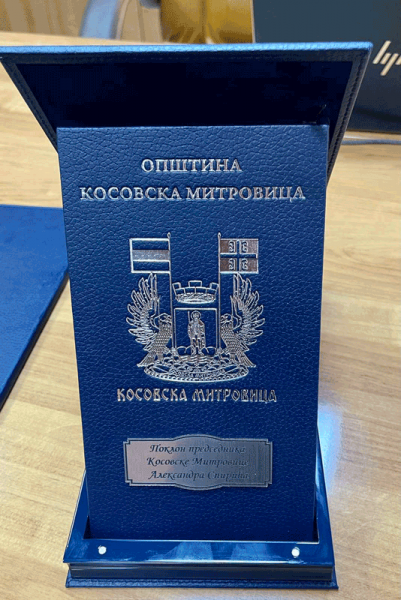 ОПШТИНА
КОСОВСКА МИТРОВИЦА
КОСОВСКА МИТРОВИЦА
Поклон председника
Косовске Митровице
Александра Спирића
hp